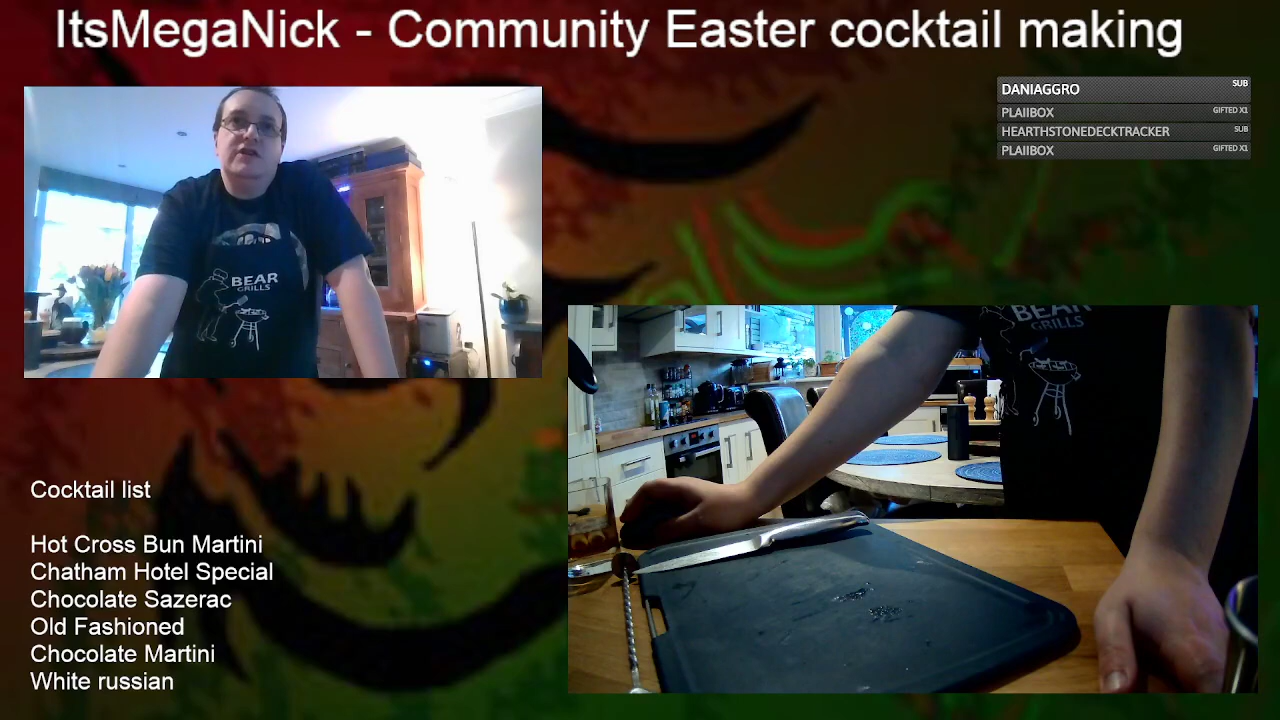 ItsMegaNick - Community Easter cocktail making
DANIAGGRO SUB
PLAIIBOX GIFTED X1
HEARTHSTONEDECKTRACKER SUB
PLAIIBOX GIFTED X1
BEAR
GRILLS
BEAR
GRILLS
Cocktail list
Hot Cross Bun Martini
Chatham Hotel Special
Chocolate Sazerac
Old Fashioned
Chocolate Martini
White russian